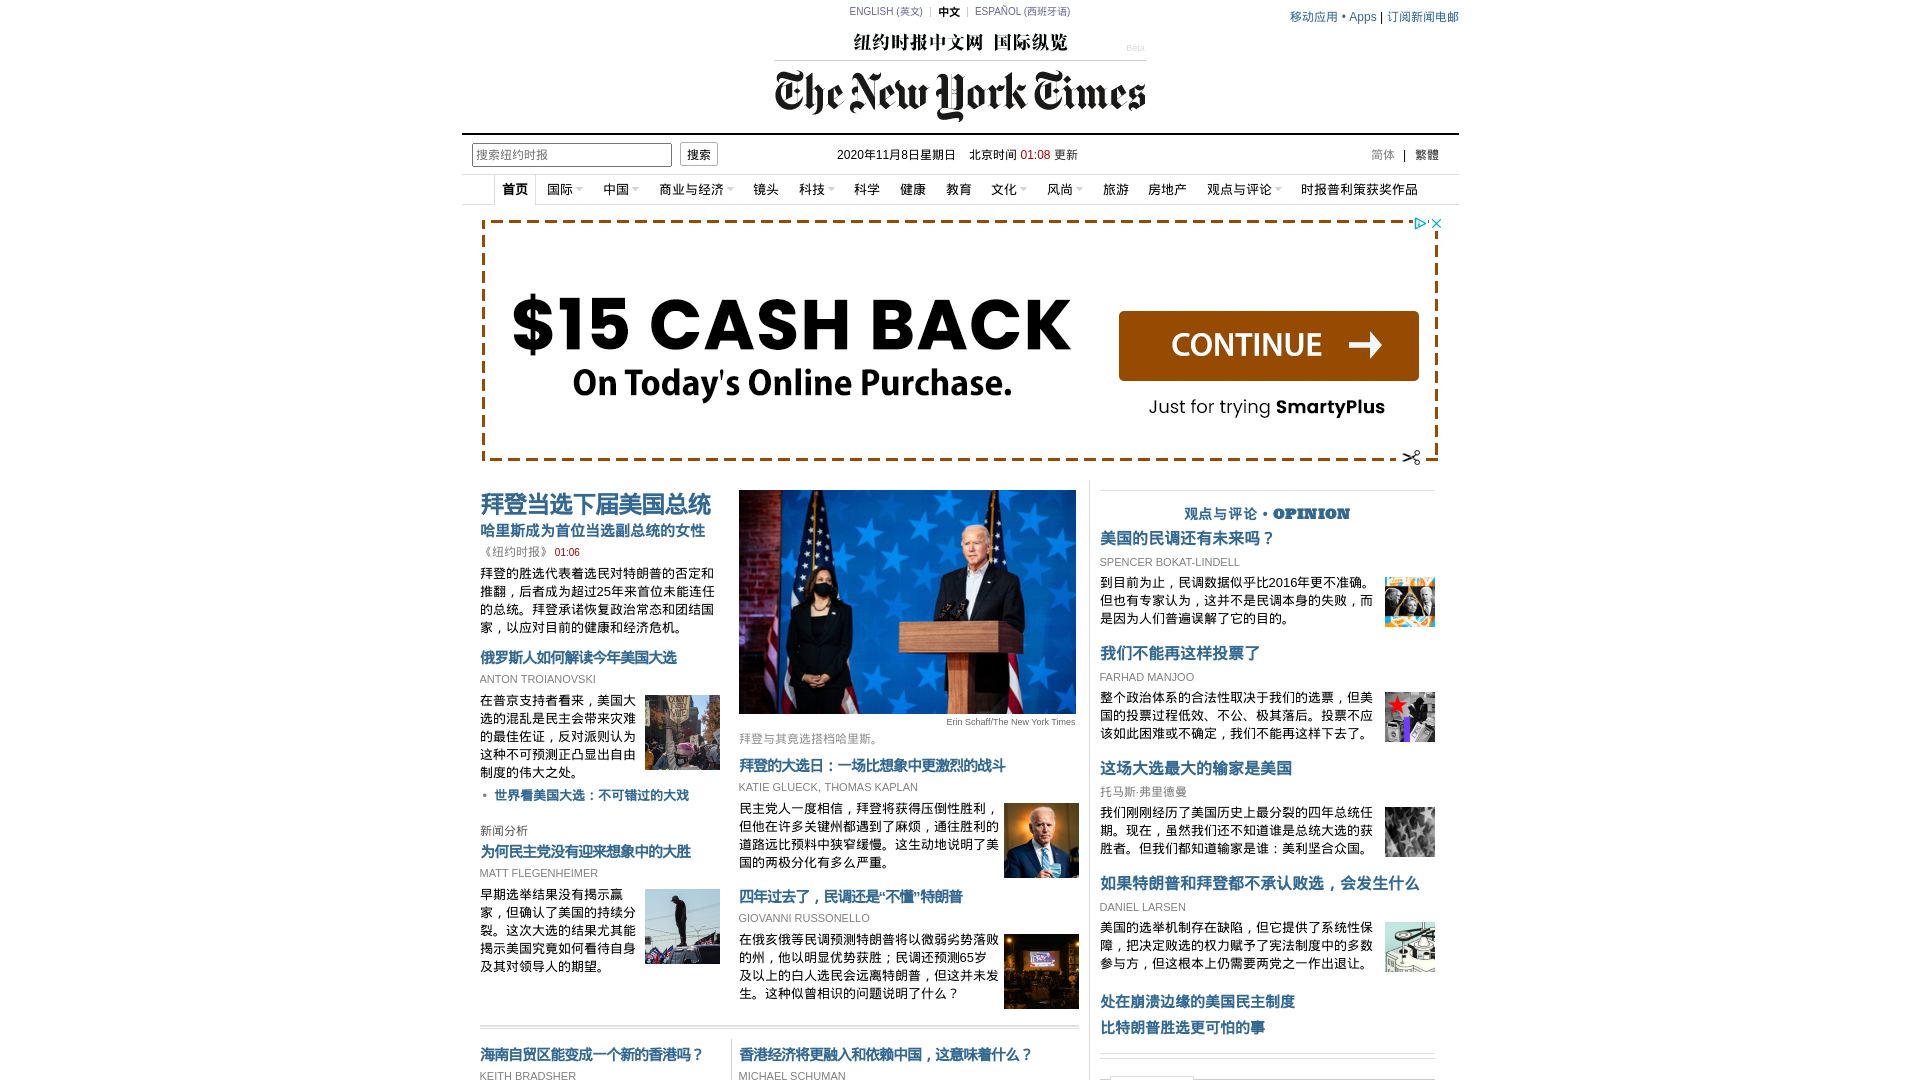 ENGLISH (英文)
中文
ESPAÑOL (西班牙语)
移动应用 • Apps | 订阅新闻电邮
纽约时报中文网 国际纵览
Beta
The New York Times
搜索纽约时报
搜索
2020年11月8日星期日 北京时间 01:08 更新
简体 | 繁體
首页 国际 中国 商业与经济 镜头 科技 科学 健康 教育 文化 风尚 旅游 房地产 观点与评论 时报普利策获奖作品
$15 CASH BACK
On Today's Online Purchase.
CONTINUE
Just for trying SmartyPlus
拜登当选下届美国总统
哈里斯成为首位当选副总统的女性
《纽约时报》 01:06
拜登的胜选代表着选民对特朗普的否定和
推翻，后者成为超过25年来首位未能连任
的总统。拜登承诺恢复政治常态和团结国
家，以应对目前的健康和经济危机。
俄罗斯人如何解读今年美国大选
ANTON TROIANOVSKI
在普京支持者看来，美国大
选的混乱是民主会带来灾难
的最佳佐证，反对派则认为
这种不可预测正凸显出自由
制度的伟大之处。
• 世界看美国大选：不可错过的大戏
新闻分析
为何民主党没有迎来想象中的大胜
MATT FLEGENHEIMER
早期选举结果没有揭示赢
家，但确认了美国的持续分
裂。这次大选的结果尤其能
揭示美国究竟如何看待自身
及其对领导人的期望。
Erin Schaff/The New York Times
拜登与其竞选搭档哈里斯。
拜登的大选日：一场比想象中更激烈的战斗
KATIE GLUECK, THOMAS KAPLAN
民主党人一度相信，拜登将获得压倒性胜利，
但他在许多关键州都遇到了麻烦，通往胜利的
道路远比预料中狭窄缓慢。这生动地说明了美
国的两极分化有多么严重。
四年过去了，民调还是“不懂”特朗普
GIOVANNI RUSSONELLO
在俄亥俄等民调预测特朗普将以微弱劣势落败
的州，他以明显优势获胜；民调还预测65岁
及以上的白人选民会远离特朗普，但这并未发
生。这种似曾相识的问题说明了什么？
观点与评论 • OPINION
美国的民调还有未来吗？
SPENCER BOKAT-LINDELL
到目前为止，民调数据似乎比2016年更不准确。
但也有专家认为，这并不是民调本身的失败，而
是因为人们普遍误解了它的目的。
我们不能再这样投票了
FARHAD MANJOO
整个政治体系的合法性取决于我们的选票，但美
国的投票过程低效、不公、极其落后。投票不应
该如此困难或不确定，我们不能再这样下去了。
这场大选最大的输家是美国
托马斯·弗里德曼
我们刚刚经历了美国历史上最分裂的四年总统任
期。现在，虽然我们还不知道谁是总统大选的获
胜者。但我们都知道输家是谁：美利坚合众国。
如果特朗普和拜登都不承认败选，会发生什么
DANIEL LARSEN
美国的选举机制存在缺陷，但它提供了系统性保
障，把决定败选的权力赋予了宪法制度中的多数
参与方，但这根本上仍需要两党之一作出退让。
处在崩溃边缘的美国民主制度
比特朗普胜选更可怕的事
海南自贸区能变成一个新的香港吗？
KEITH BRADSHER
香港经济将更融入和依赖中国，这意味着什么？
MICHAEL SCHUMAN